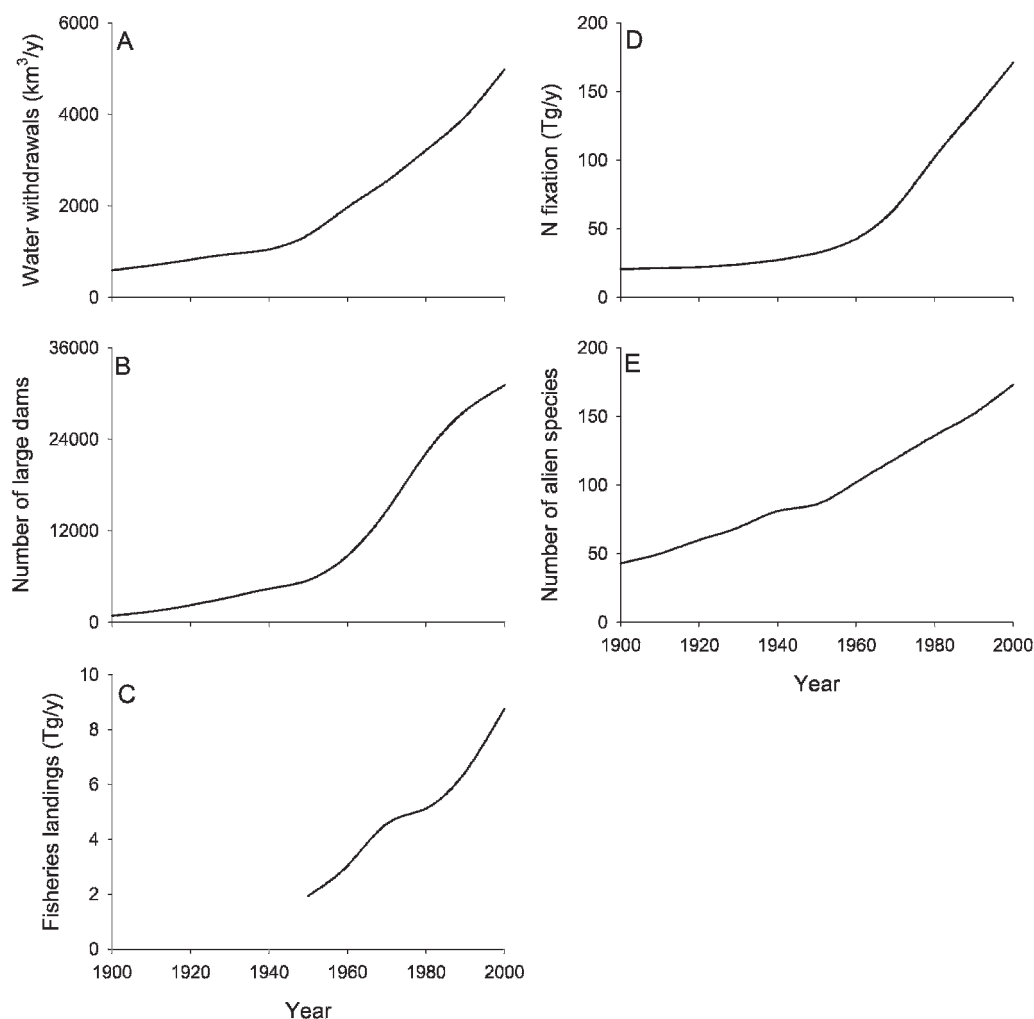 A
Water withdrawals (km³/y)
6000
4000
2000
0
B
Number of large dams
36000
24000
12000
0
C
Fisheries landings (Tg/y)
10
8
6
4
2
0
1900 1920 1940 1960 1980 2000
Year
D
N fixation (Tg/y)
200
150
100
50
0
E
Number of alien species
200
150
100
50
0
1900 1920 1940 1960 1980 2000
Year